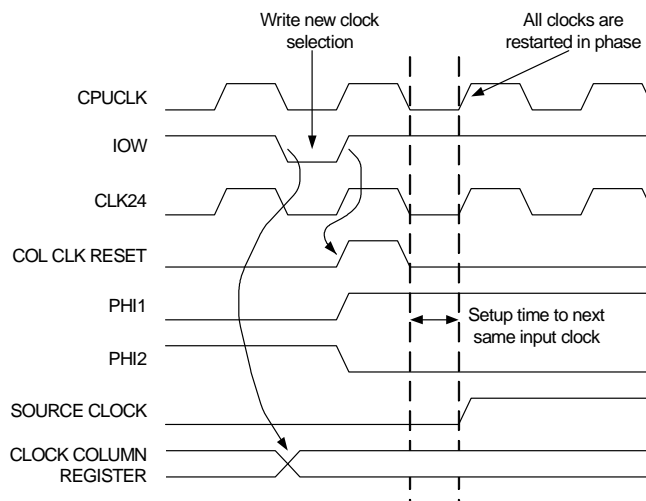 Write new clock
selection
All clocks are
restarted in phase
CPUCLK
IOW
CLK24
COL CLK RESET
PHI1
Setup time to next
same input clock
PHI2
SOURCE CLOCK
CLOCK COLUMN
REGISTER